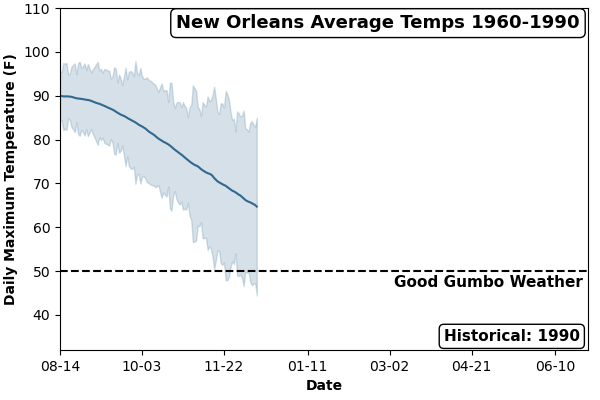 New Orleans Average Temps 1960-1990
Daily Maximum Temperature (F)
110
100
90
80
70
60
50
40
Good Gumbo Weather
Historical: 1990
08-14 10-03 11-22 01-11 03-02 04-21 06-10
Date